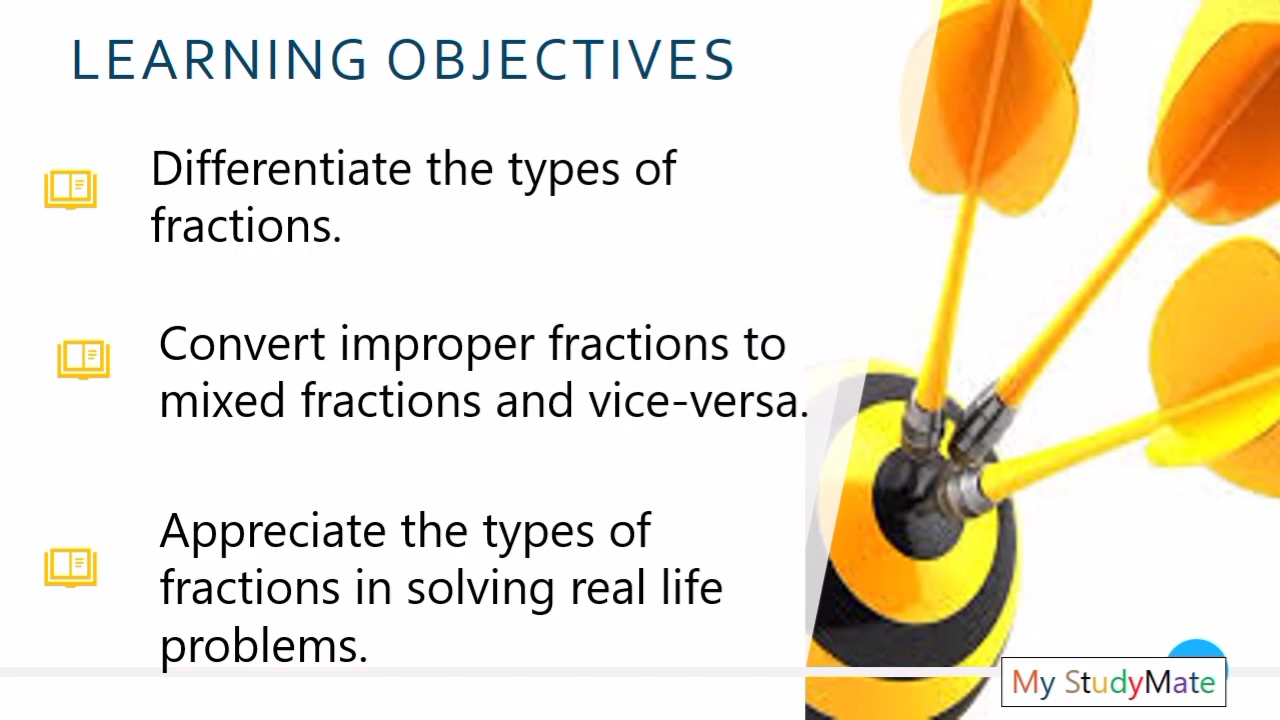 LEARNING OBJECTIVES
Differentiate the types of
fractions.
Convert improper fractions to
mixed fractions and vice-versa.
Appreciate the types of
fractions in solving real life
problems.
My StudyMate